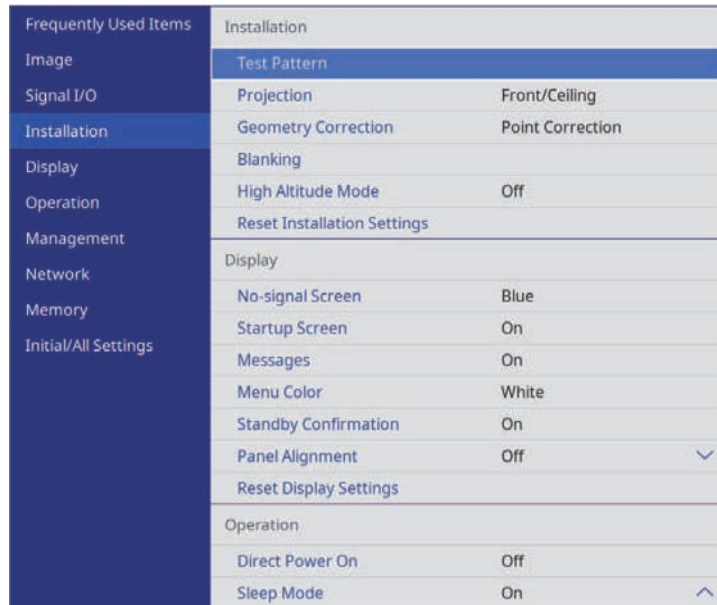 Frequently Used Items
Image
Signal I/O
Installation
Display
Operation
Management
Network
Memory
Initial/All Settings
Installation
Test Pattern
Projection Front/Ceiling
Geometry Correction Point Correction
Blanking
High Altitude Mode Off
Reset Installation Settings
Display
No-signal Screen Blue
Startup Screen On
Messages On
Menu Color White
Standby Confirmation On
Panel Alignment Off
Reset Display Settings
Operation
Direct Power On Off
Sleep Mode On